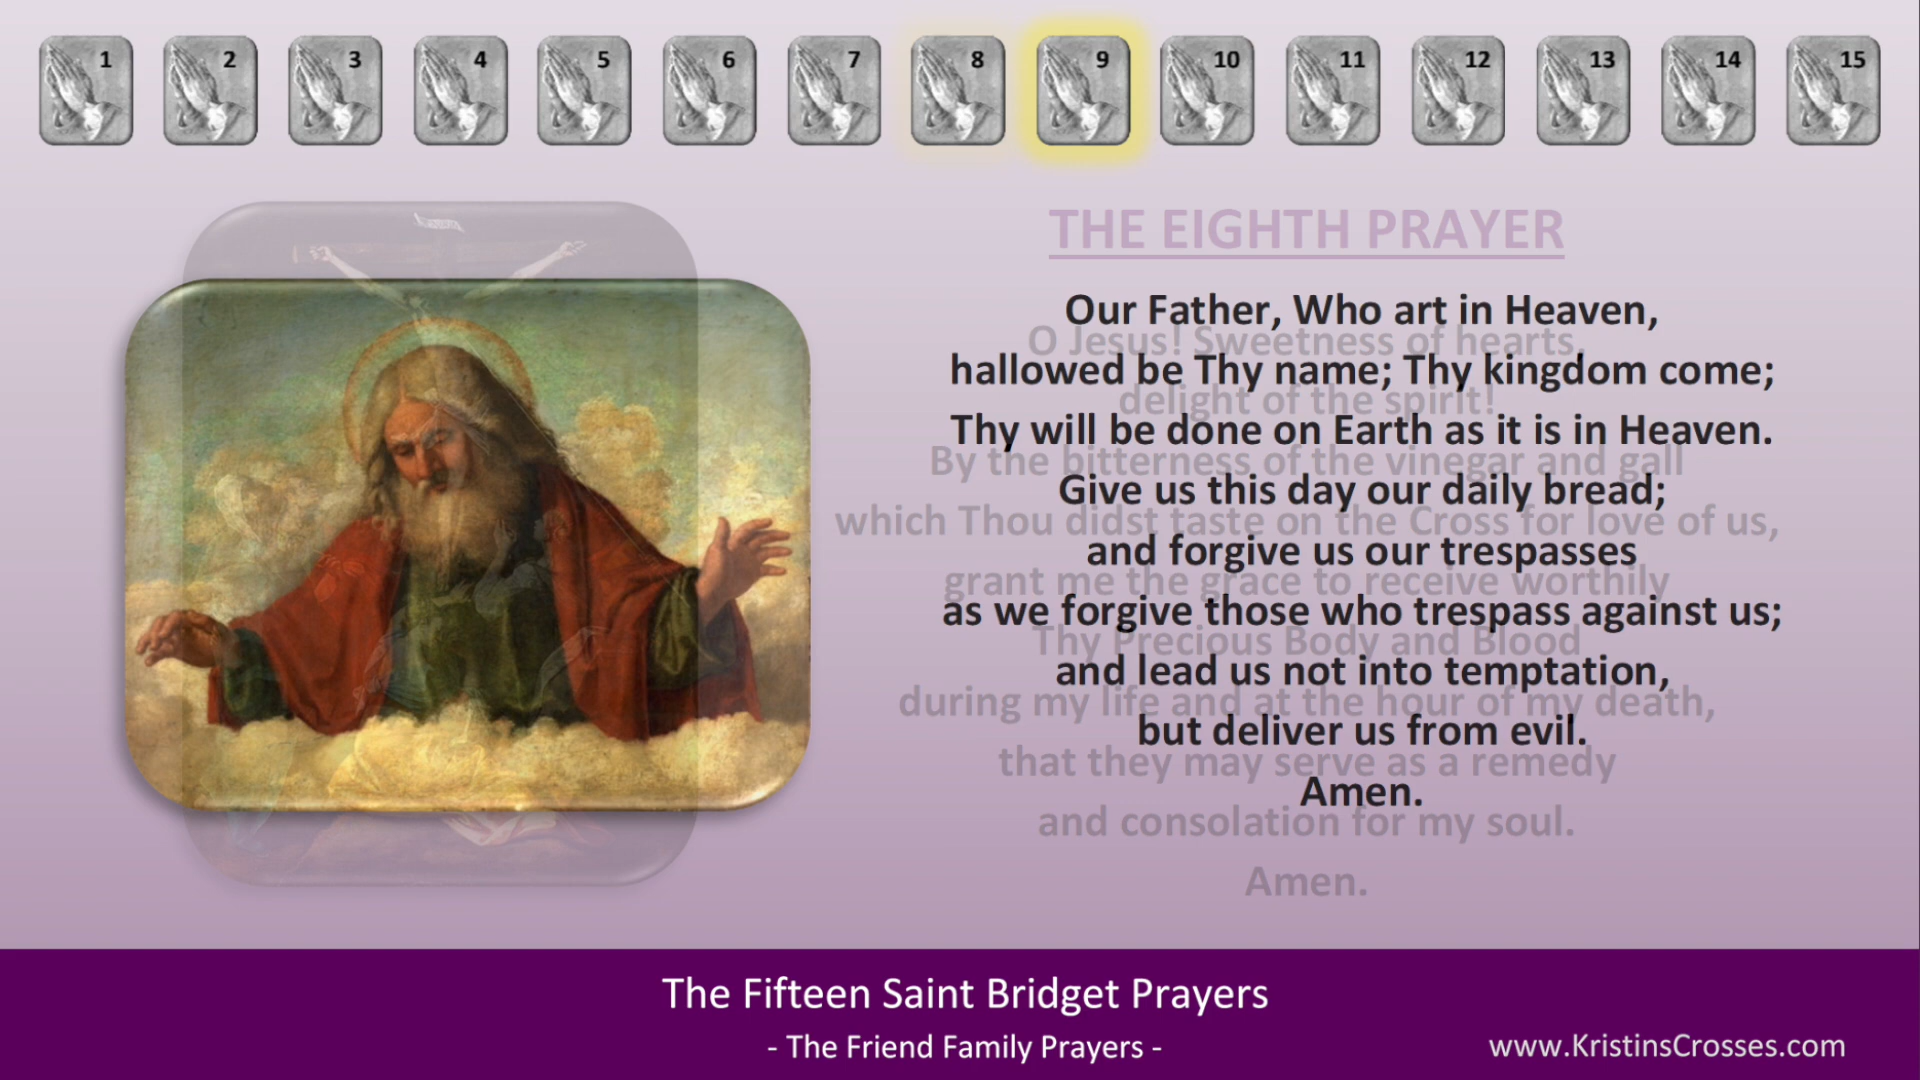 1 2 3 4 5 6 7 8 9 10 11 12 13 14 15
THE EIGHTH PRAYER
Our Father, Who art in Heaven,
hallowed be Thy name; Thy kingdom come;
Thy will be done on Earth as it is in Heaven.
Give us this day our daily bread;
and forgive us our trespasses
as we forgive those who trespass against us;
and lead us not into temptation,
but deliver us from evil.
Amen.
O Jesus! Sweetness of hearts,
delight of the spirit!
By the bitterness of the vinegar and gall
which Thou didst taste on the Cross for love of us,
grant me the grace to receive worthily
Thy Precious Body and Blood
during my life and at the hour of my death,
that they may serve as a remedy
and consolation for my soul.
Amen.
The Fifteen Saint Bridget Prayers
- The Friend Family Prayers -
www.KristinsCrosses.com